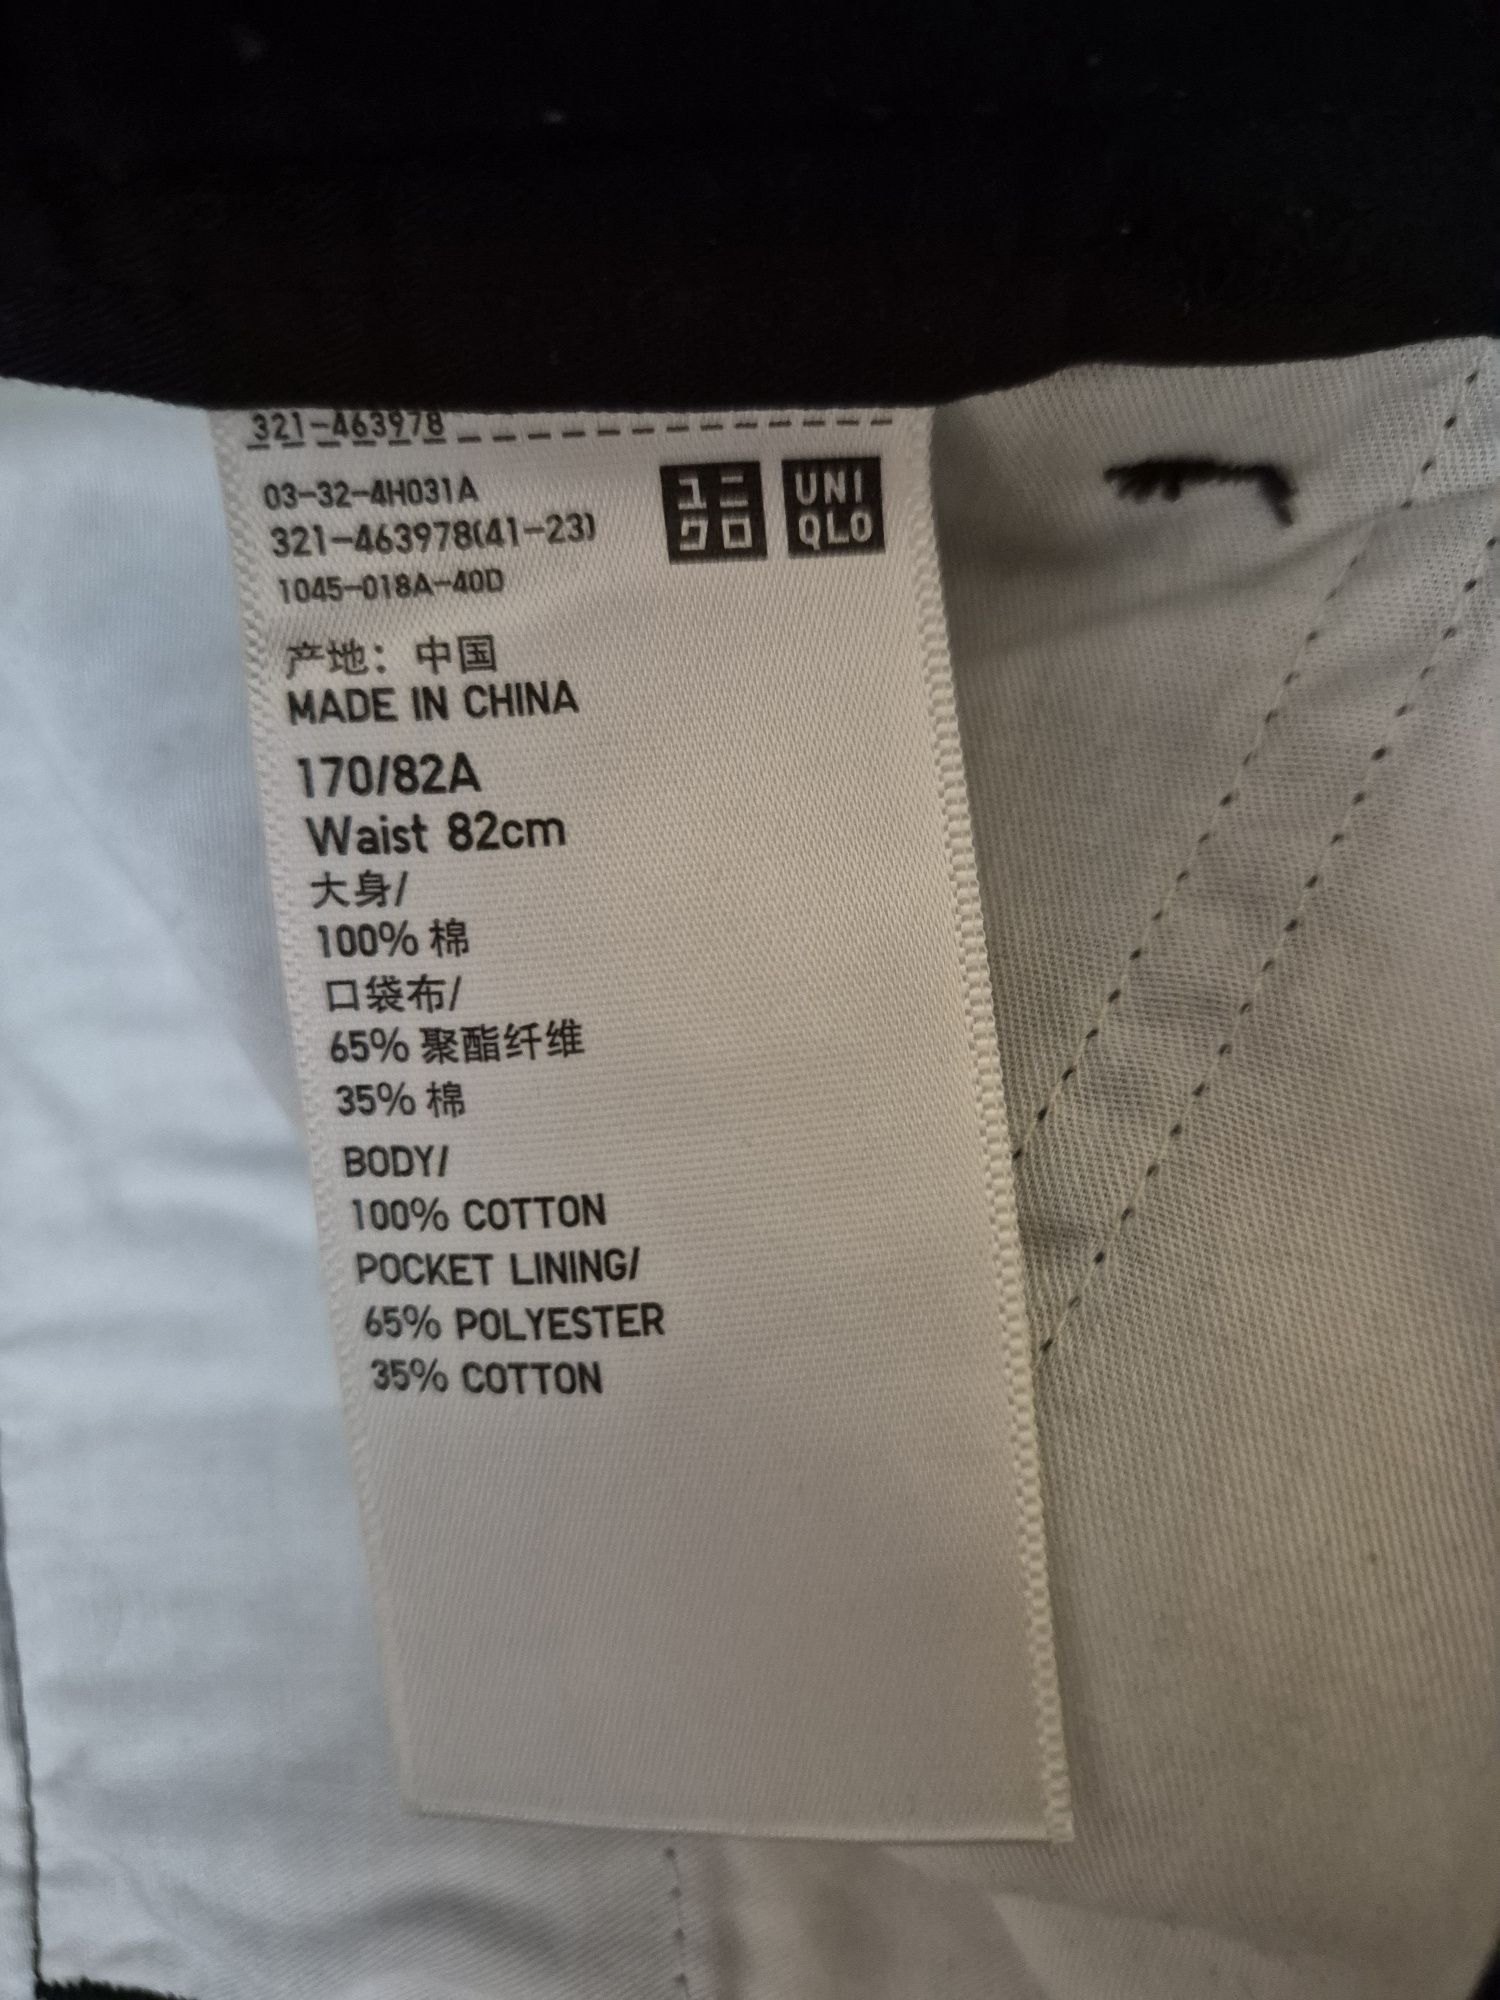 321-463978
03-32-4H031A
321-463978(41-23)
1045-018A-40D
ユニ
クロ
UNI
QLO
产地：中国
MADE IN CHINA
170/82A
Waist 82cm
大身/
100% 棉
口袋布/
65% 聚酯纤维
35% 棉
BODY/
100% COTTON
POCKET LINING/
65% POLYESTER
35% COTTON